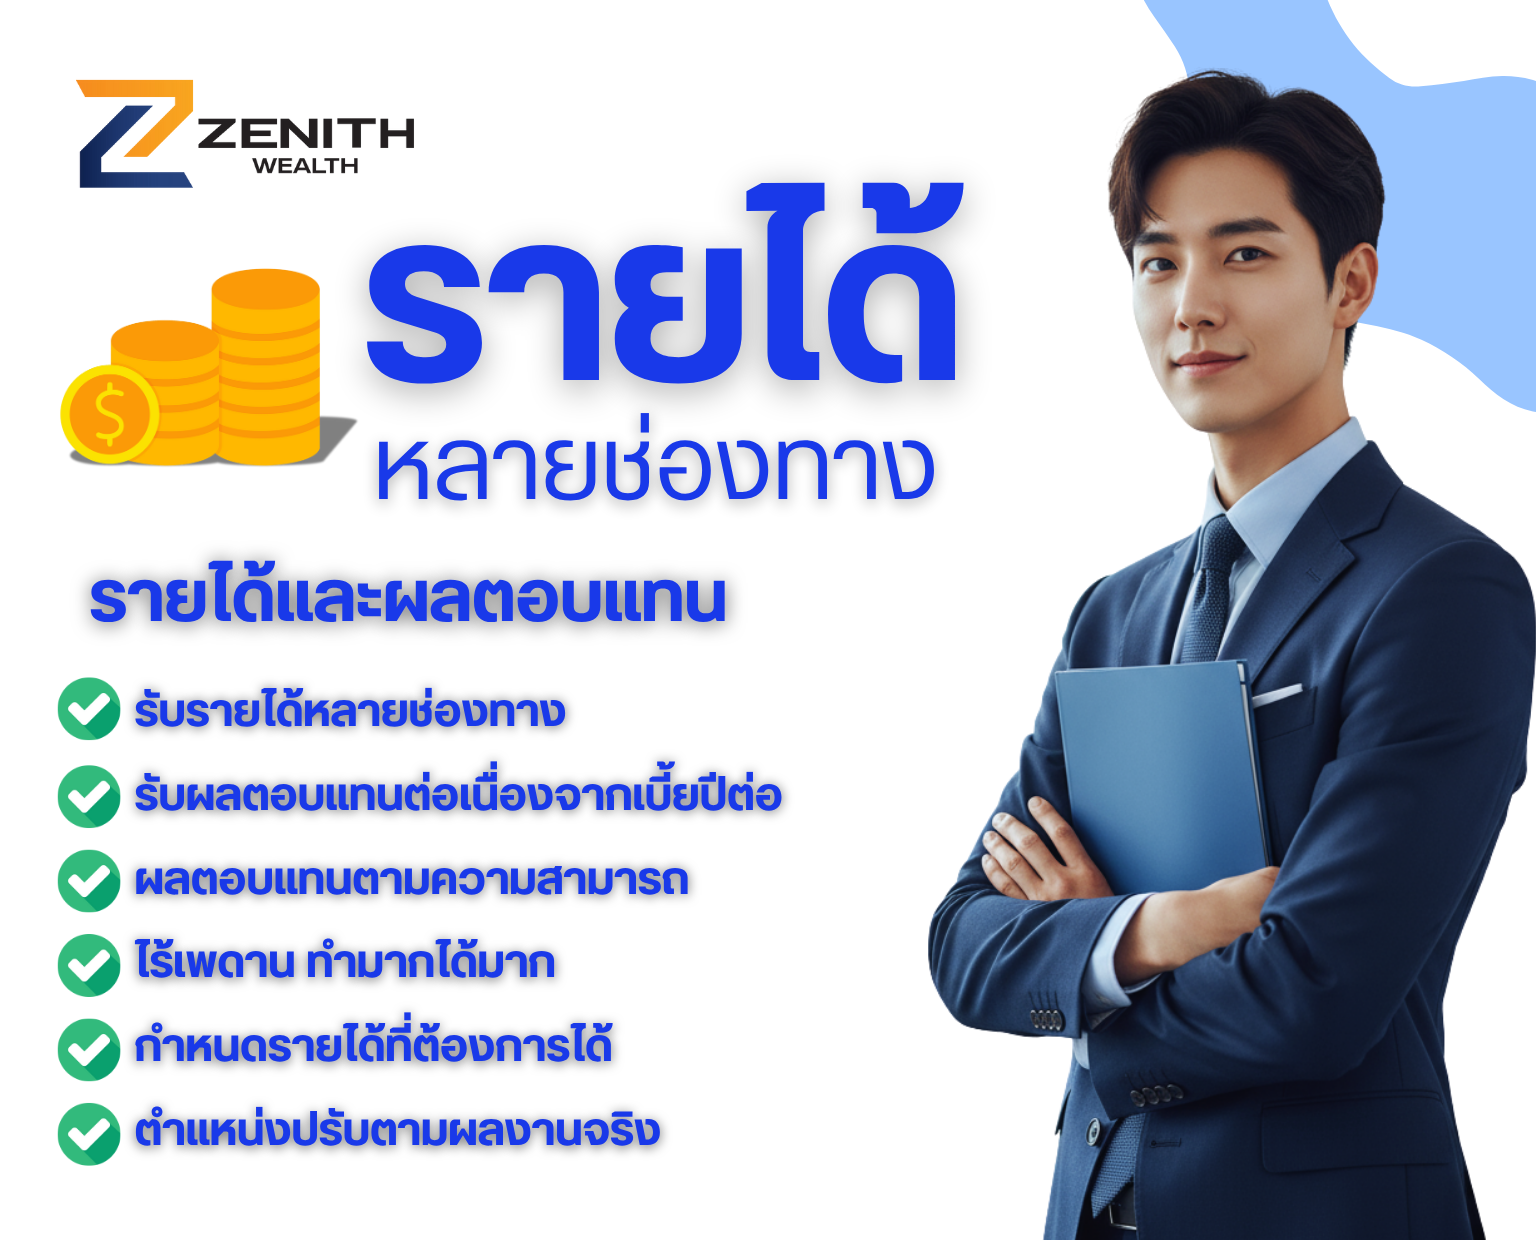 ZENITH
WEALTH
รายได้
หลายช่องทาง
$
รายได้และผลตอบแทน
รับรายได้หลายช่องทาง
รับผลตอบแทนต่อเนื่องจากเบี้ยปีต่อ
ผลตอบแทนตามความสามารถ
ไร้เพดาน ทำมากได้มาก
กำหนดรายได้ที่ต้องการได้
ตำแหน่งปรับตามผลงานจริง